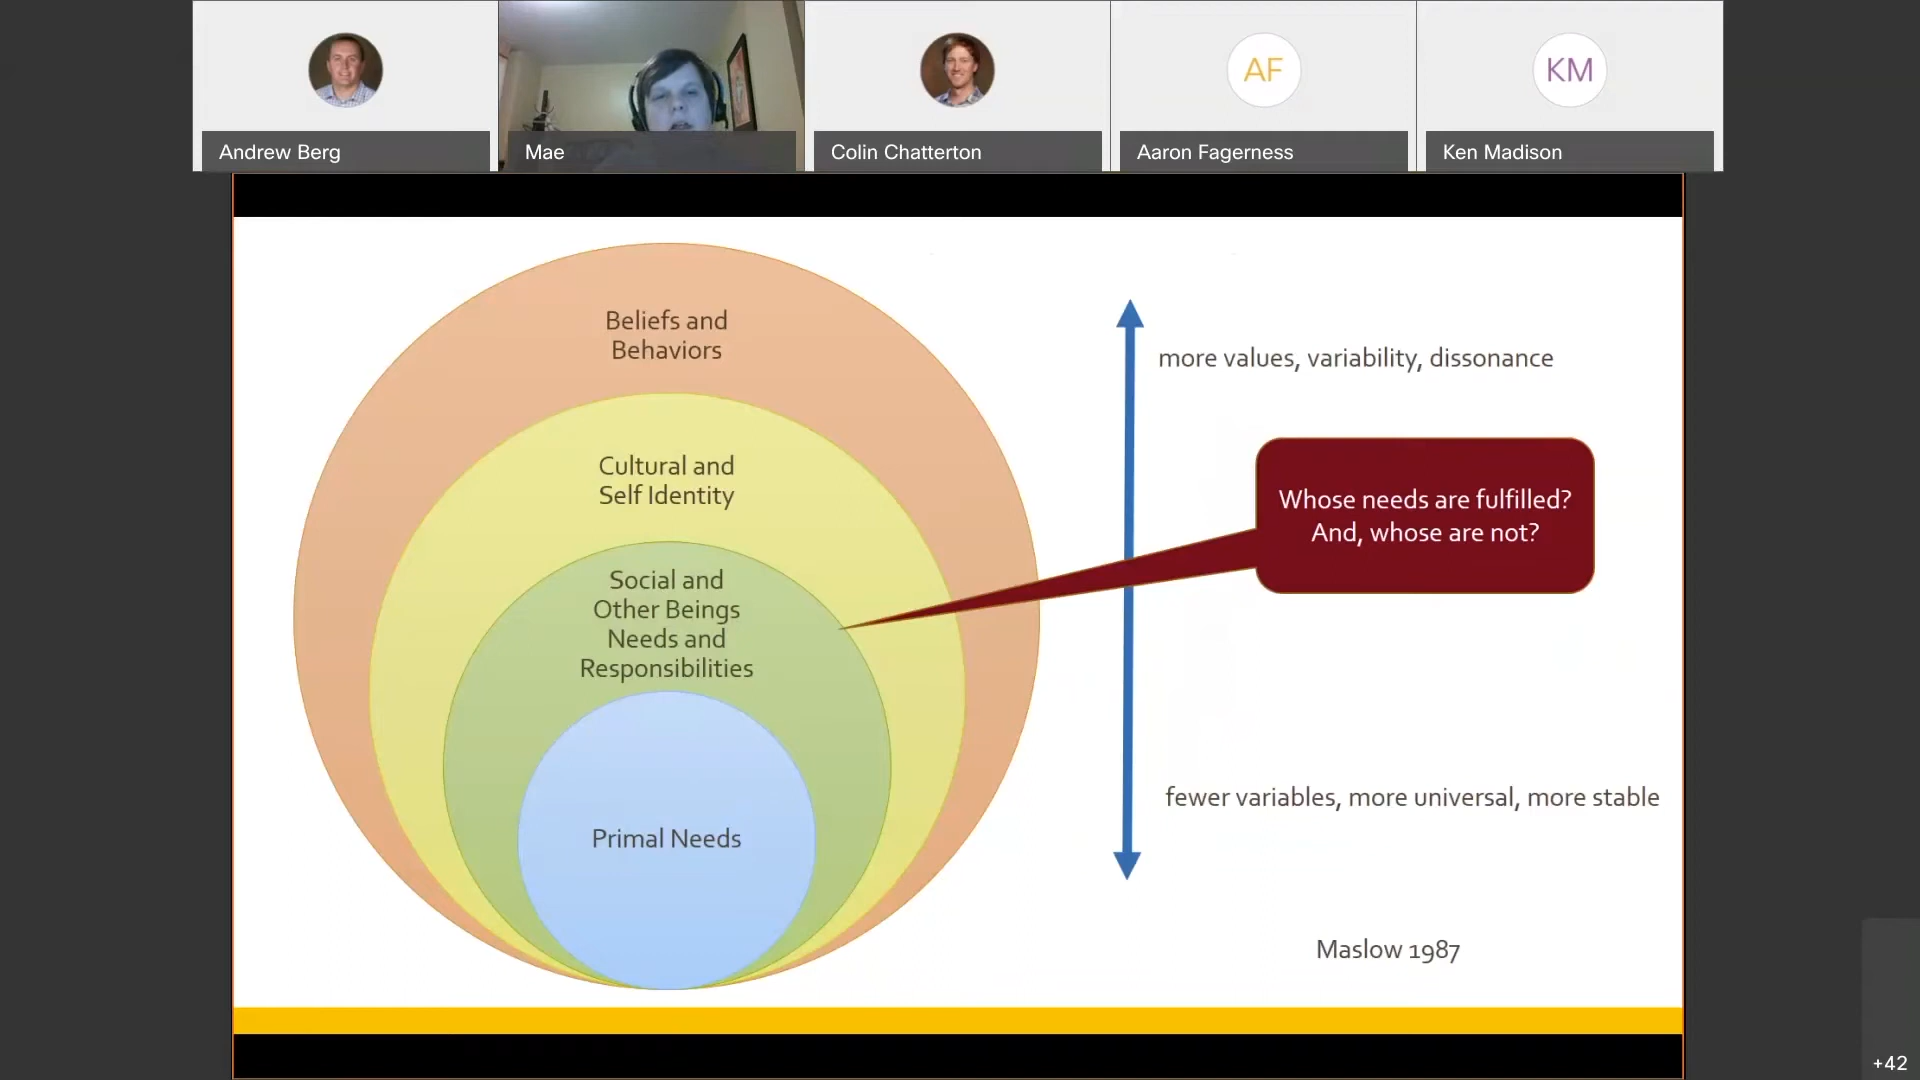 Andrew Berg
Mae
Colin Chatterton
AF
Aaron Fagerness
KM
Ken Madison
Beliefs and
Behaviors
more values, variability, dissonance
Cultural and
Self Identity
Whose needs are fulfilled?
And, whose are not?
Social and
Other Beings
Needs and
Responsibilities
fewer variables, more universal, more stable
Primal Needs
Maslow 1987
+42